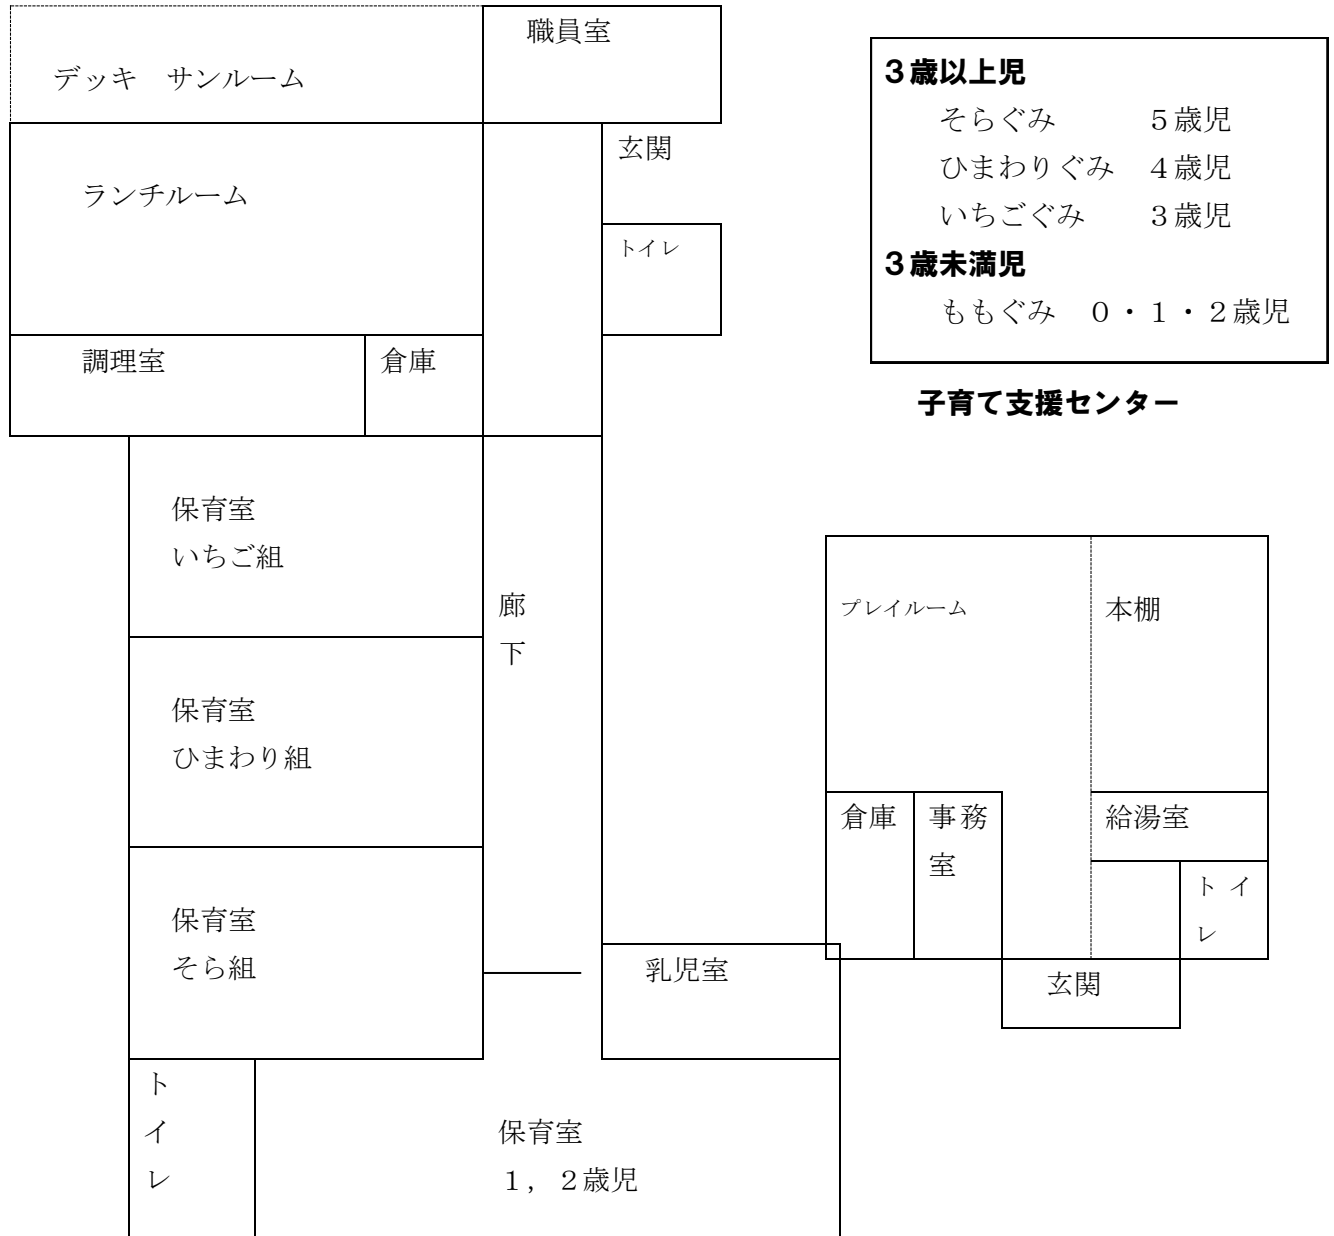 職員室
デッキ　サンルーム
玄関
ランチルーム
トイレ
調理室
倉庫
保育室
いちご組
廊
下
保育室
ひまわり組
保育室
そら組
乳児室
ト
イ
レ
保育室
１，２歳児
３歳以上児
そらぐみ　　　５歳児
ひまわりぐみ　４歳児
いちごぐみ　　３歳児
３歳未満児
ももぐみ　０・１・２歳児
子育て支援センター
プレイルーム
本棚
倉庫
事務
室
給湯室
トイ
レ
玄関